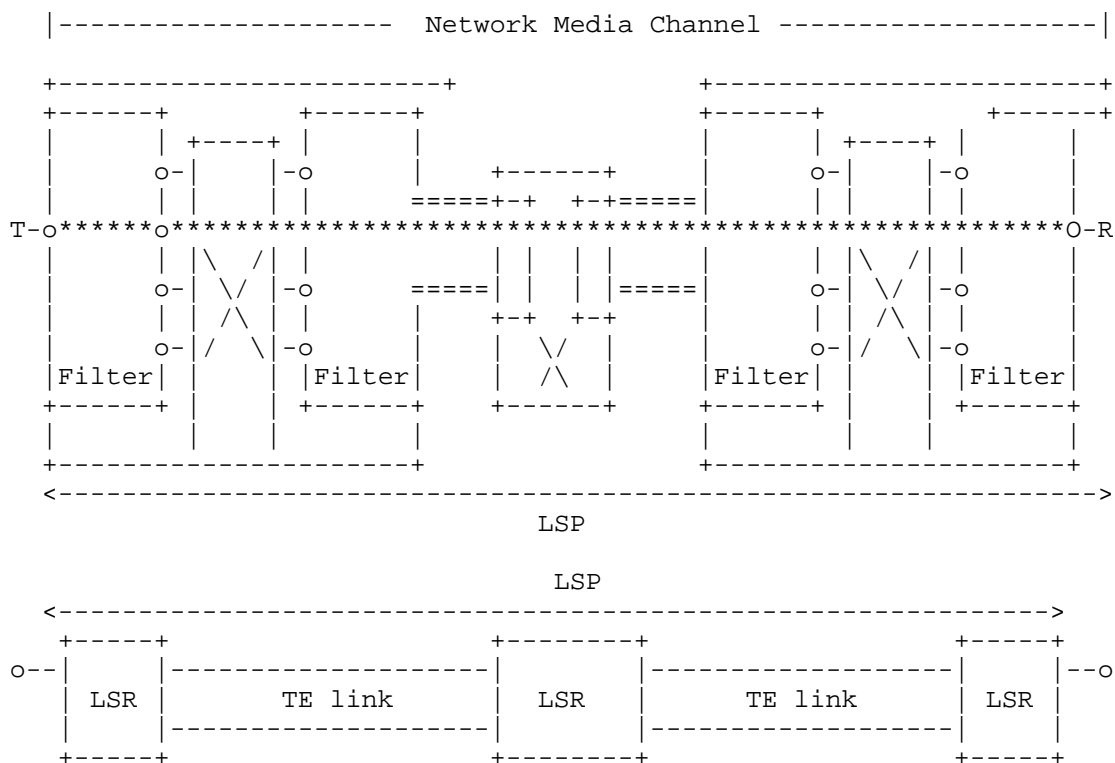 Network Media Channel
T R
Filter Filter Filter Filter
LSP
LSP
LSR TE link LSR TE link LSR